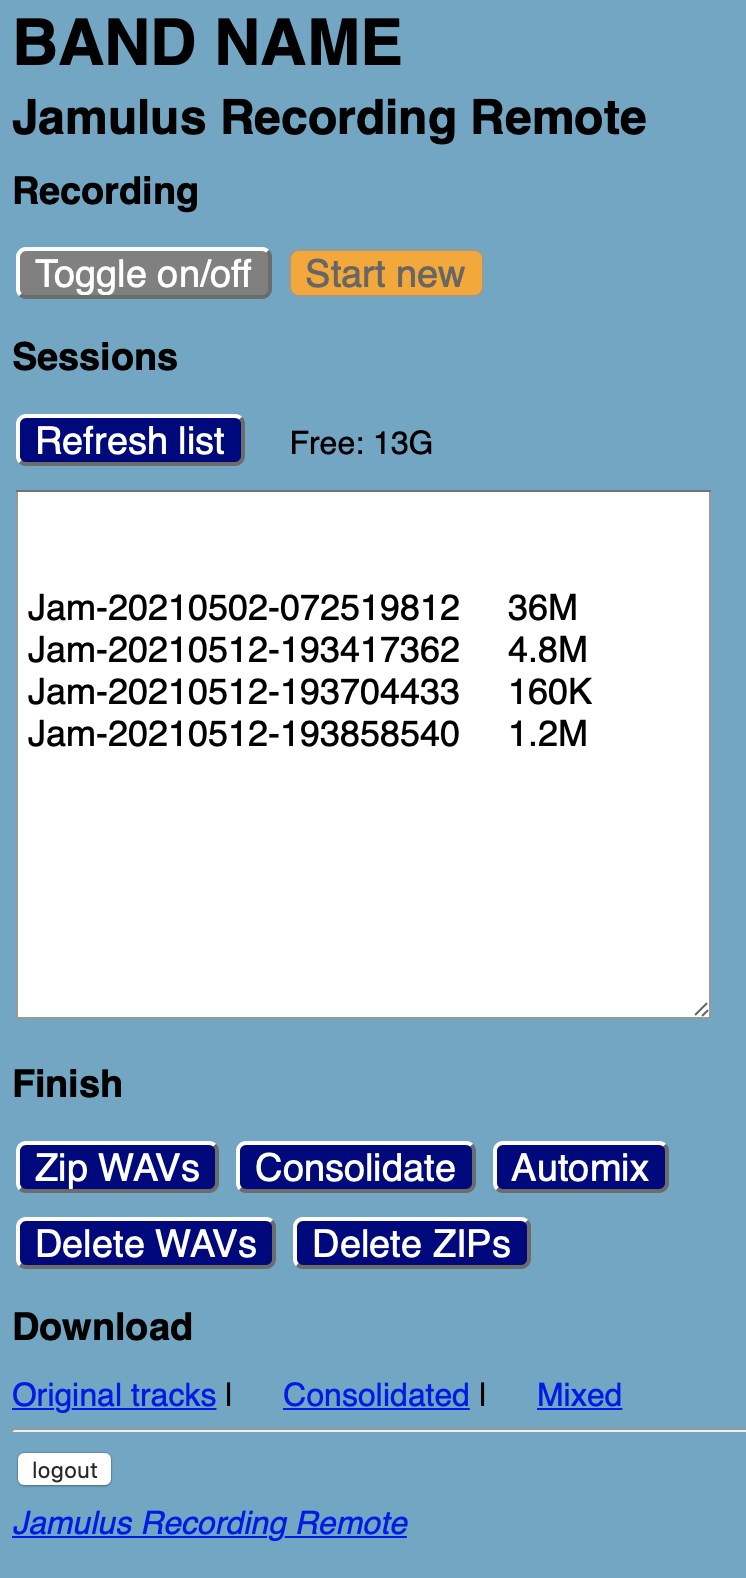 BAND NAME
Jamulus Recording Remote
Recording
Toggle on/off Start new
Sessions
Refresh list Free: 13G
Jam-20210502-072519812 36M
Jam-20210512-193417362 4.8M
Jam-20210512-193704433 160K
Jam-20210512-193858540 1.2M
Finish
Zip WAVs Consolidate Automix
Delete WAVs Delete ZIPs
Download
Original tracks | Consolidated | Mixed
logout
Jamulus Recording Remote